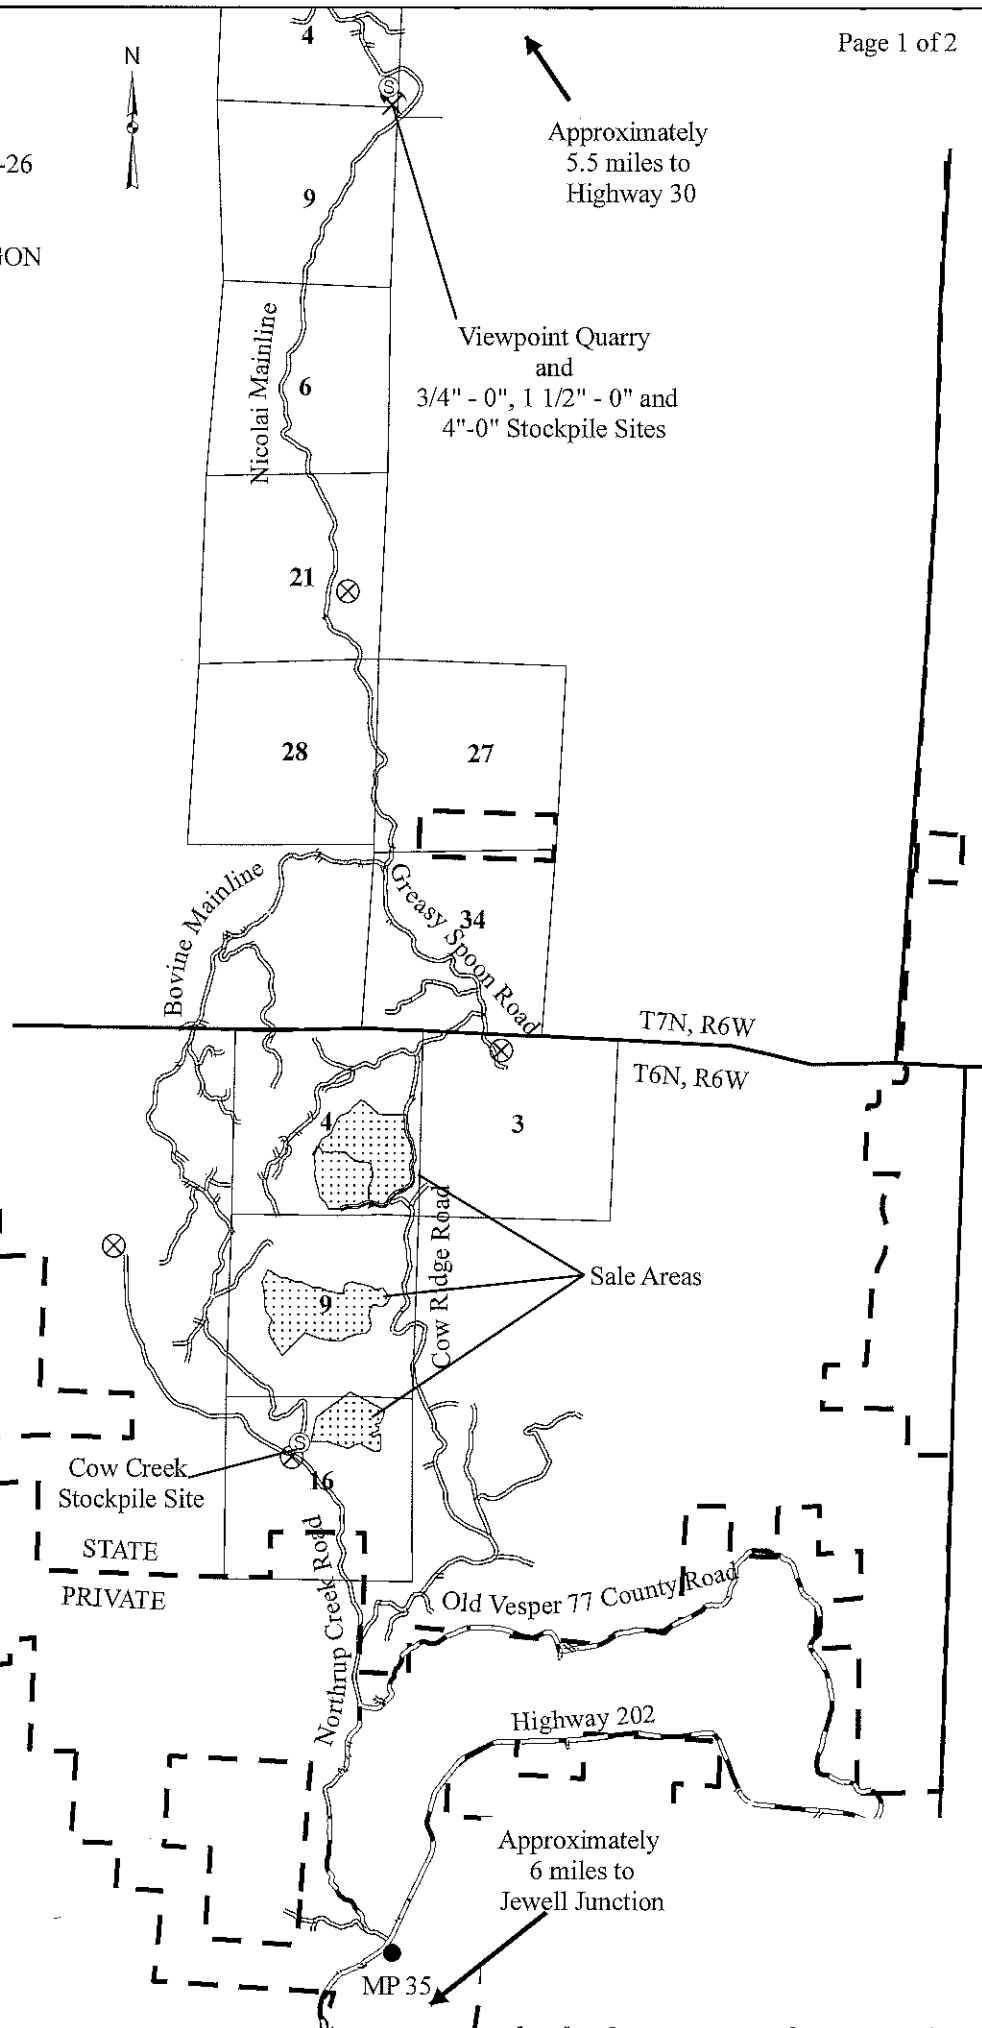 4
Page 1 of 2
N
Approximately
5.5 miles to
Highway 30
-26
9
Viewpoint Quarry
and
3/4" - 0", 1 1/2" - 0" and
4"-0" Stockpile Sites
Nicolai Mainline
6
21
28
27
Bovine Mainline
Greasy Spoon Road
34
T7N, R6W
T6N, R6W
4
3
Sale Areas
9
Cow Ridge Road
S
S
Cow Creek
Stockpile Site
16
STATE
PRIVATE
Northrup Creek Road
Old Vesper 77 County Road
Highway 202
Approximately
6 miles to
Jewell Junction
MP 35